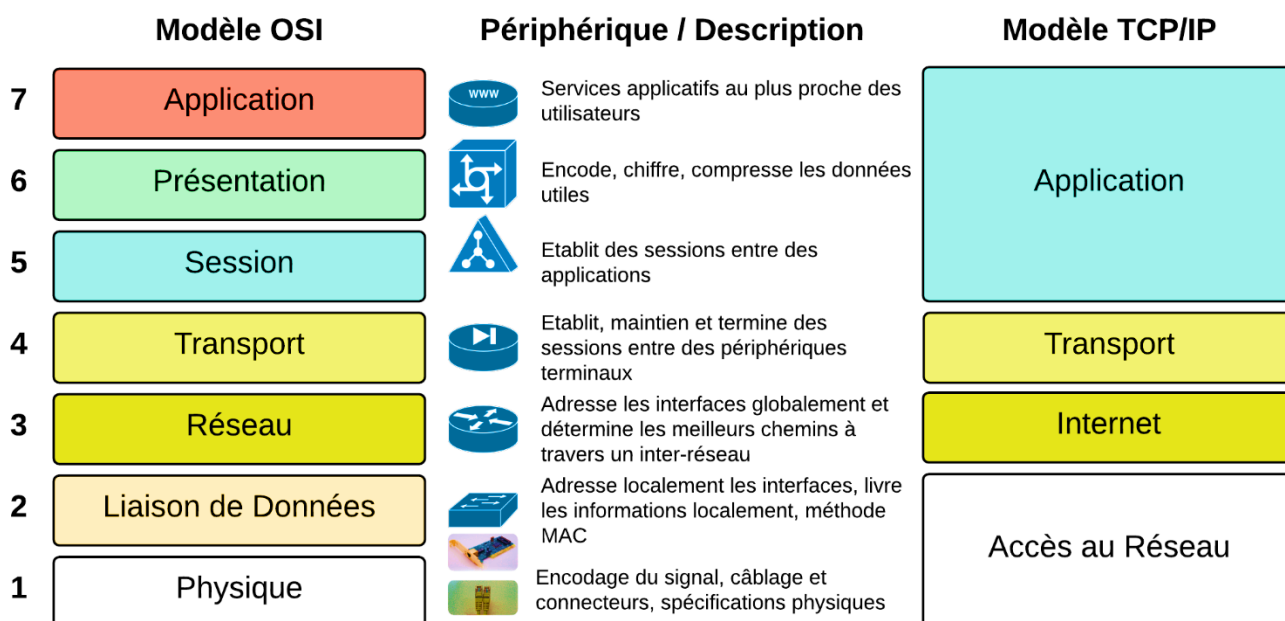 Modèle OSI
Périphérique / Description
Modèle TCP/IP
7
Application
www
Services applicatifs au plus proche des
utilisateurs
6
Présentation
Encode, chiffre, compresse les données
utiles
Application
5
Session
Etablit des sessions entre des
applications
4
Transport
Etablit, maintien et termine des
sessions entre des périphériques
terminaux
Transport
3
Réseau
Adresse les interfaces globalement et
détermine les meilleurs chemins à
travers un inter-réseau
Internet
2
Liaison de Données
Adresse localement les interfaces, livre
les informations localement, méthode
MAC
Accès au Réseau
1
Physique
Encodage du signal, câblage et
connecteurs, spécifications physiques